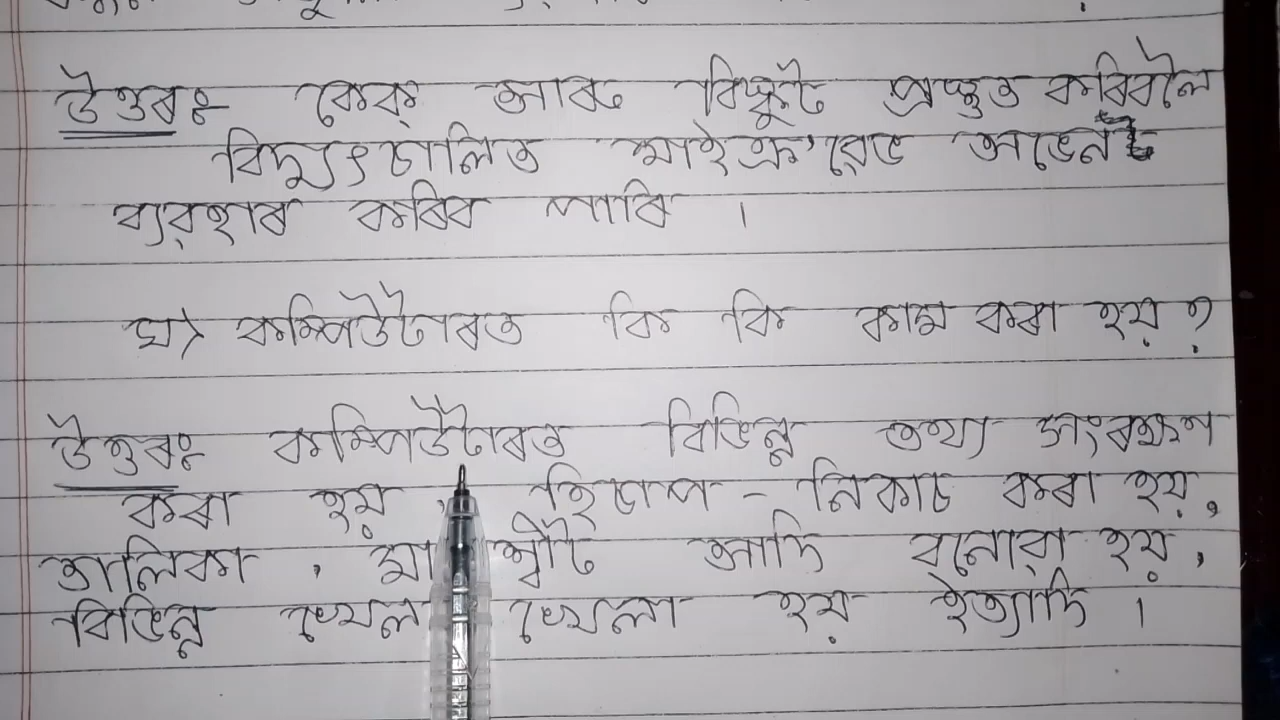 উত্তৰঃ কেক্ আৰু বিস্কুট প্ৰস্তুত কৰিবলৈ
বিদ্যুৎচালিত মাইক্ৰ'ৱেভ অভেন
ব্যৱহাৰ কৰিব পাৰি ।
ঘ) কম্পিউটাৰত কি কি কাম কৰা হয় ?
উত্তৰঃ কম্পিউটাৰত বিভিন্ন তথ্য সংৰক্ষণ
কৰা হয় , হিচাপ - নিকাচ কৰা হয়,
তালিকা , আদি বনোৱা হয়,
বিভিন্ন খেল খেলা হয় ইত্যাদি ।